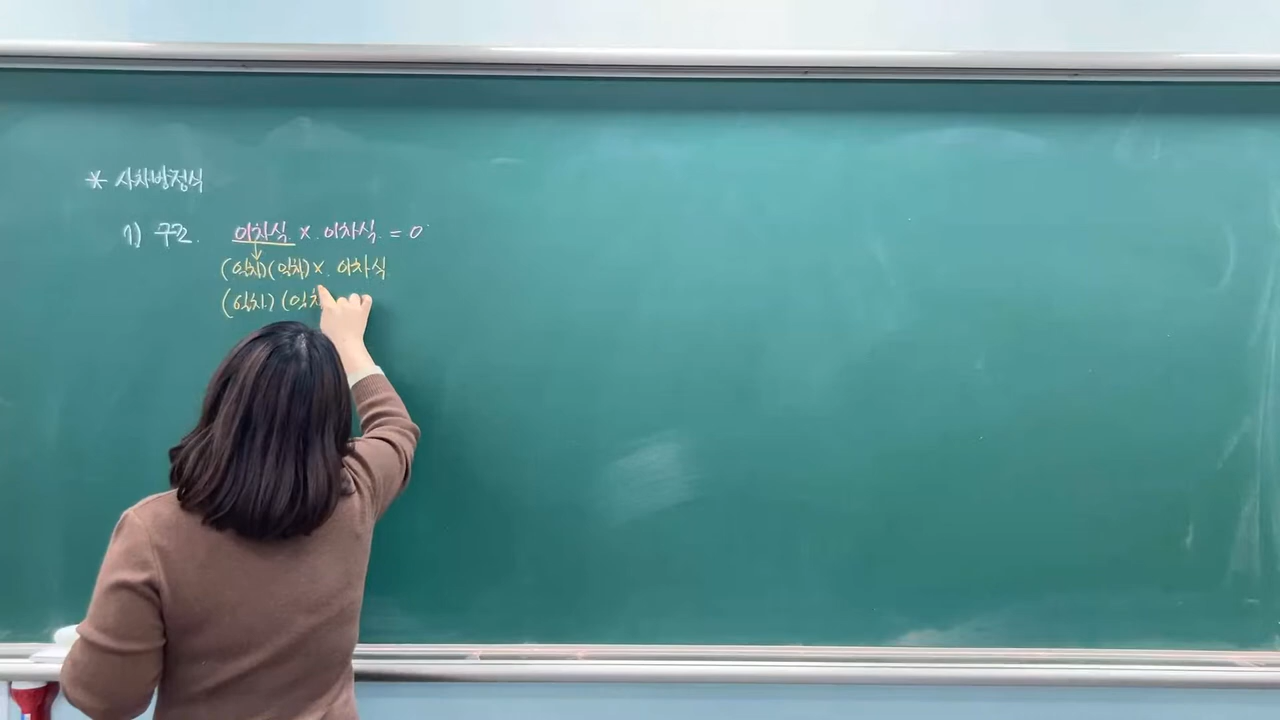 * 사차방정식
1) 구조. 이차식 × 이차식 = 0
(일차)(일차)× 이차식
(일차)(일차